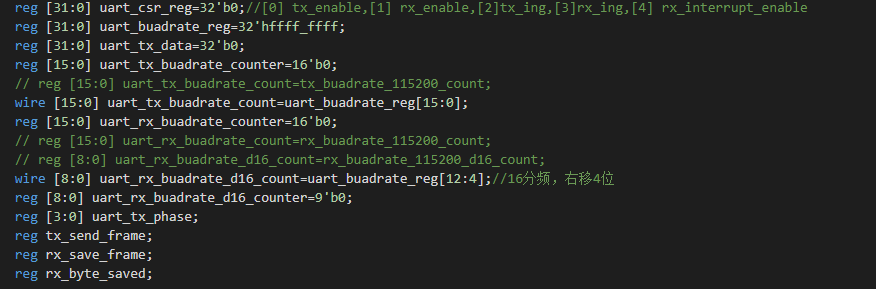 reg [31:0] uart_csr_reg=32'b0;//[0] tx_enable,[1] rx_enable,[2]tx_ing,[3]rx_ing,[4] rx_interrupt_enable
reg [31:0] uart_buadrate_reg=32'hffff_ffff;
reg [31:0] uart_tx_data=32'b0;
reg [15:0] uart_tx_buadrate_counter=16'b0;
// reg [15:0] uart_tx_buadrate_count=tx_buadrate_115200_count;
wire [15:0] uart_tx_buadrate_count=uart_buadrate_reg[15:0];
reg [15:0] uart_rx_buadrate_counter=16'b0;
// reg [15:0] uart_rx_buadrate_count=rx_buadrate_115200_count;
// reg [8:0] uart_rx_buadrate_d16_count=rx_buadrate_115200_d16_count;
wire [8:0] uart_rx_buadrate_d16_count=uart_buadrate_reg[12:4];//16分频，右移4位
reg [8:0] uart_rx_buadrate_d16_counter=9'b0;
reg [3:0] uart_tx_phase;
reg tx_send_frame;
reg rx_save_frame;
reg rx_byte_saved;